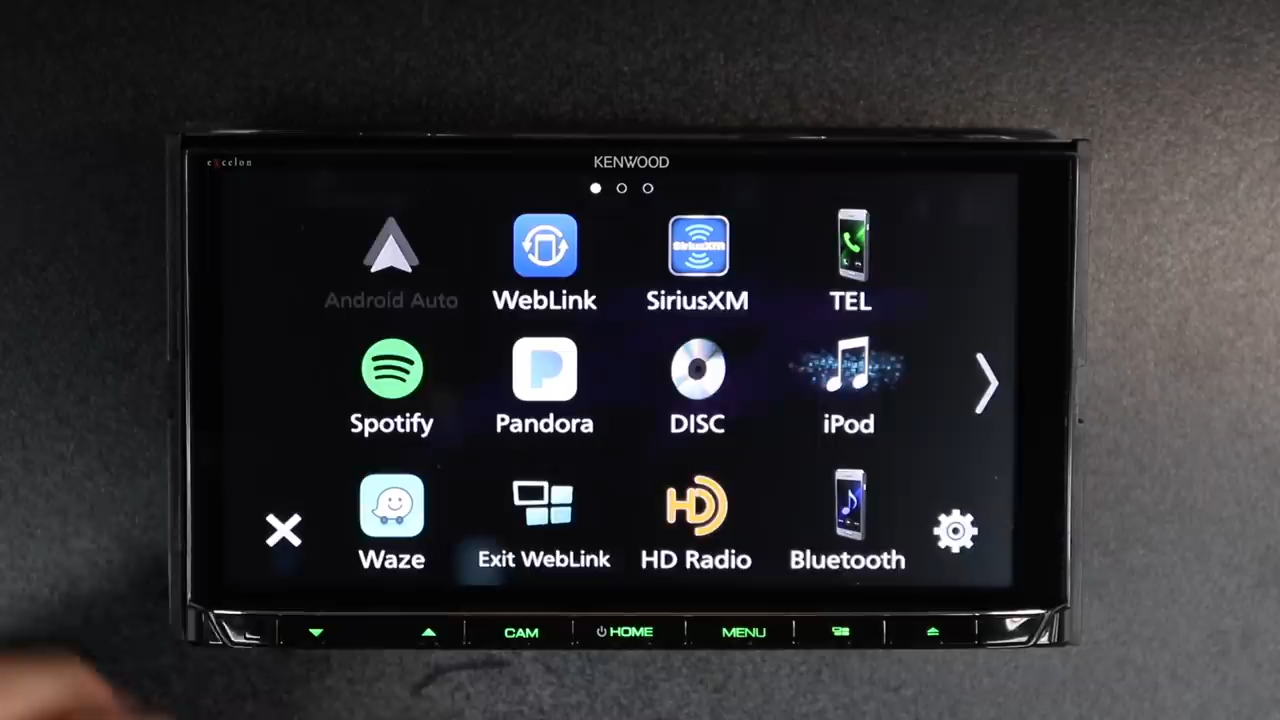 eXcelon
KENWOOD
Android Auto
WebLink
SiriusXM
SiriusXM
TEL
Spotify
Pandora
DISC
iPod
Waze
Exit WebLink
HD Radio
Bluetooth
CAM
HOME
MENU